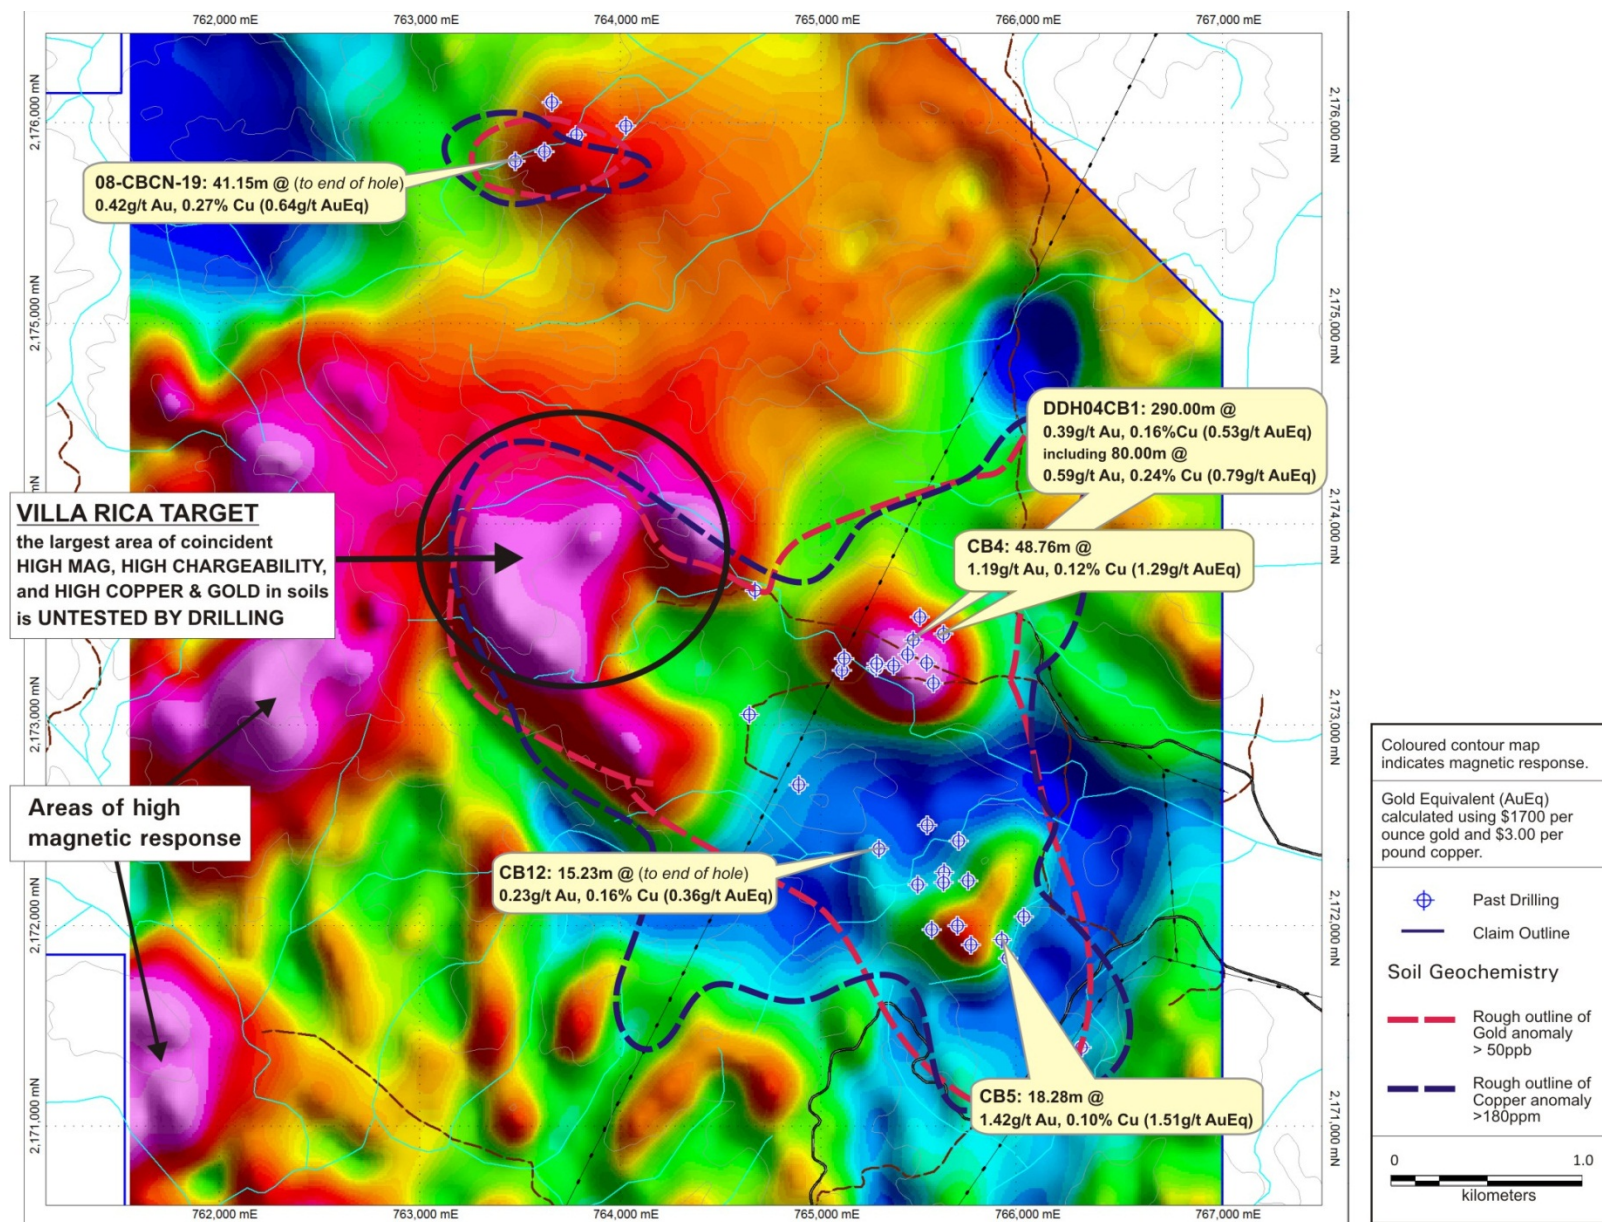 762,000 mE
763,000 mE
764,000 mE
765,000 mE
766,000 mE
767,000 mE
2,176,000 mN
2,176,000 mN
08-CBCN-19: 41.15m @ (to end of hole)
0.42g/t Au, 0.27% Cu (0.64g/t AuEq)
2,175,000 mN
2,175,000 mN
DDH04CB1: 290.00m @
0.39g/t Au, 0.16%Cu (0.53g/t AuEq)
including 80.00m @
0.59g/t Au, 0.24% Cu (0.79g/t AuEq)
mN
2,174,000 mN
VILLA RICA TARGET
the largest area of coincident
HIGH MAG, HIGH CHARGEABILITY,
and HIGH COPPER & GOLD in soils
is UNTESTED BY DRILLING
CB4: 48.76m @
1.19g/t Au, 0.12% Cu (1.29g/t AuEq)
2,173,000 mN
2,173,000 mN
Areas of high
magnetic response
CB12: 15.23m @ (to end of hole)
0.23g/t Au, 0.16% Cu (0.36g/t AuEq)
2,172,000 mN
2,172,000 mN
CB5: 18.28m @
1.42g/t Au, 0.10% Cu (1.51g/t AuEq)
2,171,000 mN
2,171,000 mN
762,000 mE
763,000 mE
764,000 mE
765,000 mE
766,000 mE
767,000 mE
Coloured contour map
indicates magnetic response.
Gold Equivalent (AuEq)
calculated using $1700 per
ounce gold and $3.00 per
pound copper.
Past Drilling
Claim Outline
Soil Geochemistry
Rough outline of
Gold anomaly
> 50ppb
Rough outline of
Copper anomaly
>180ppm
0
1.0
kilometers